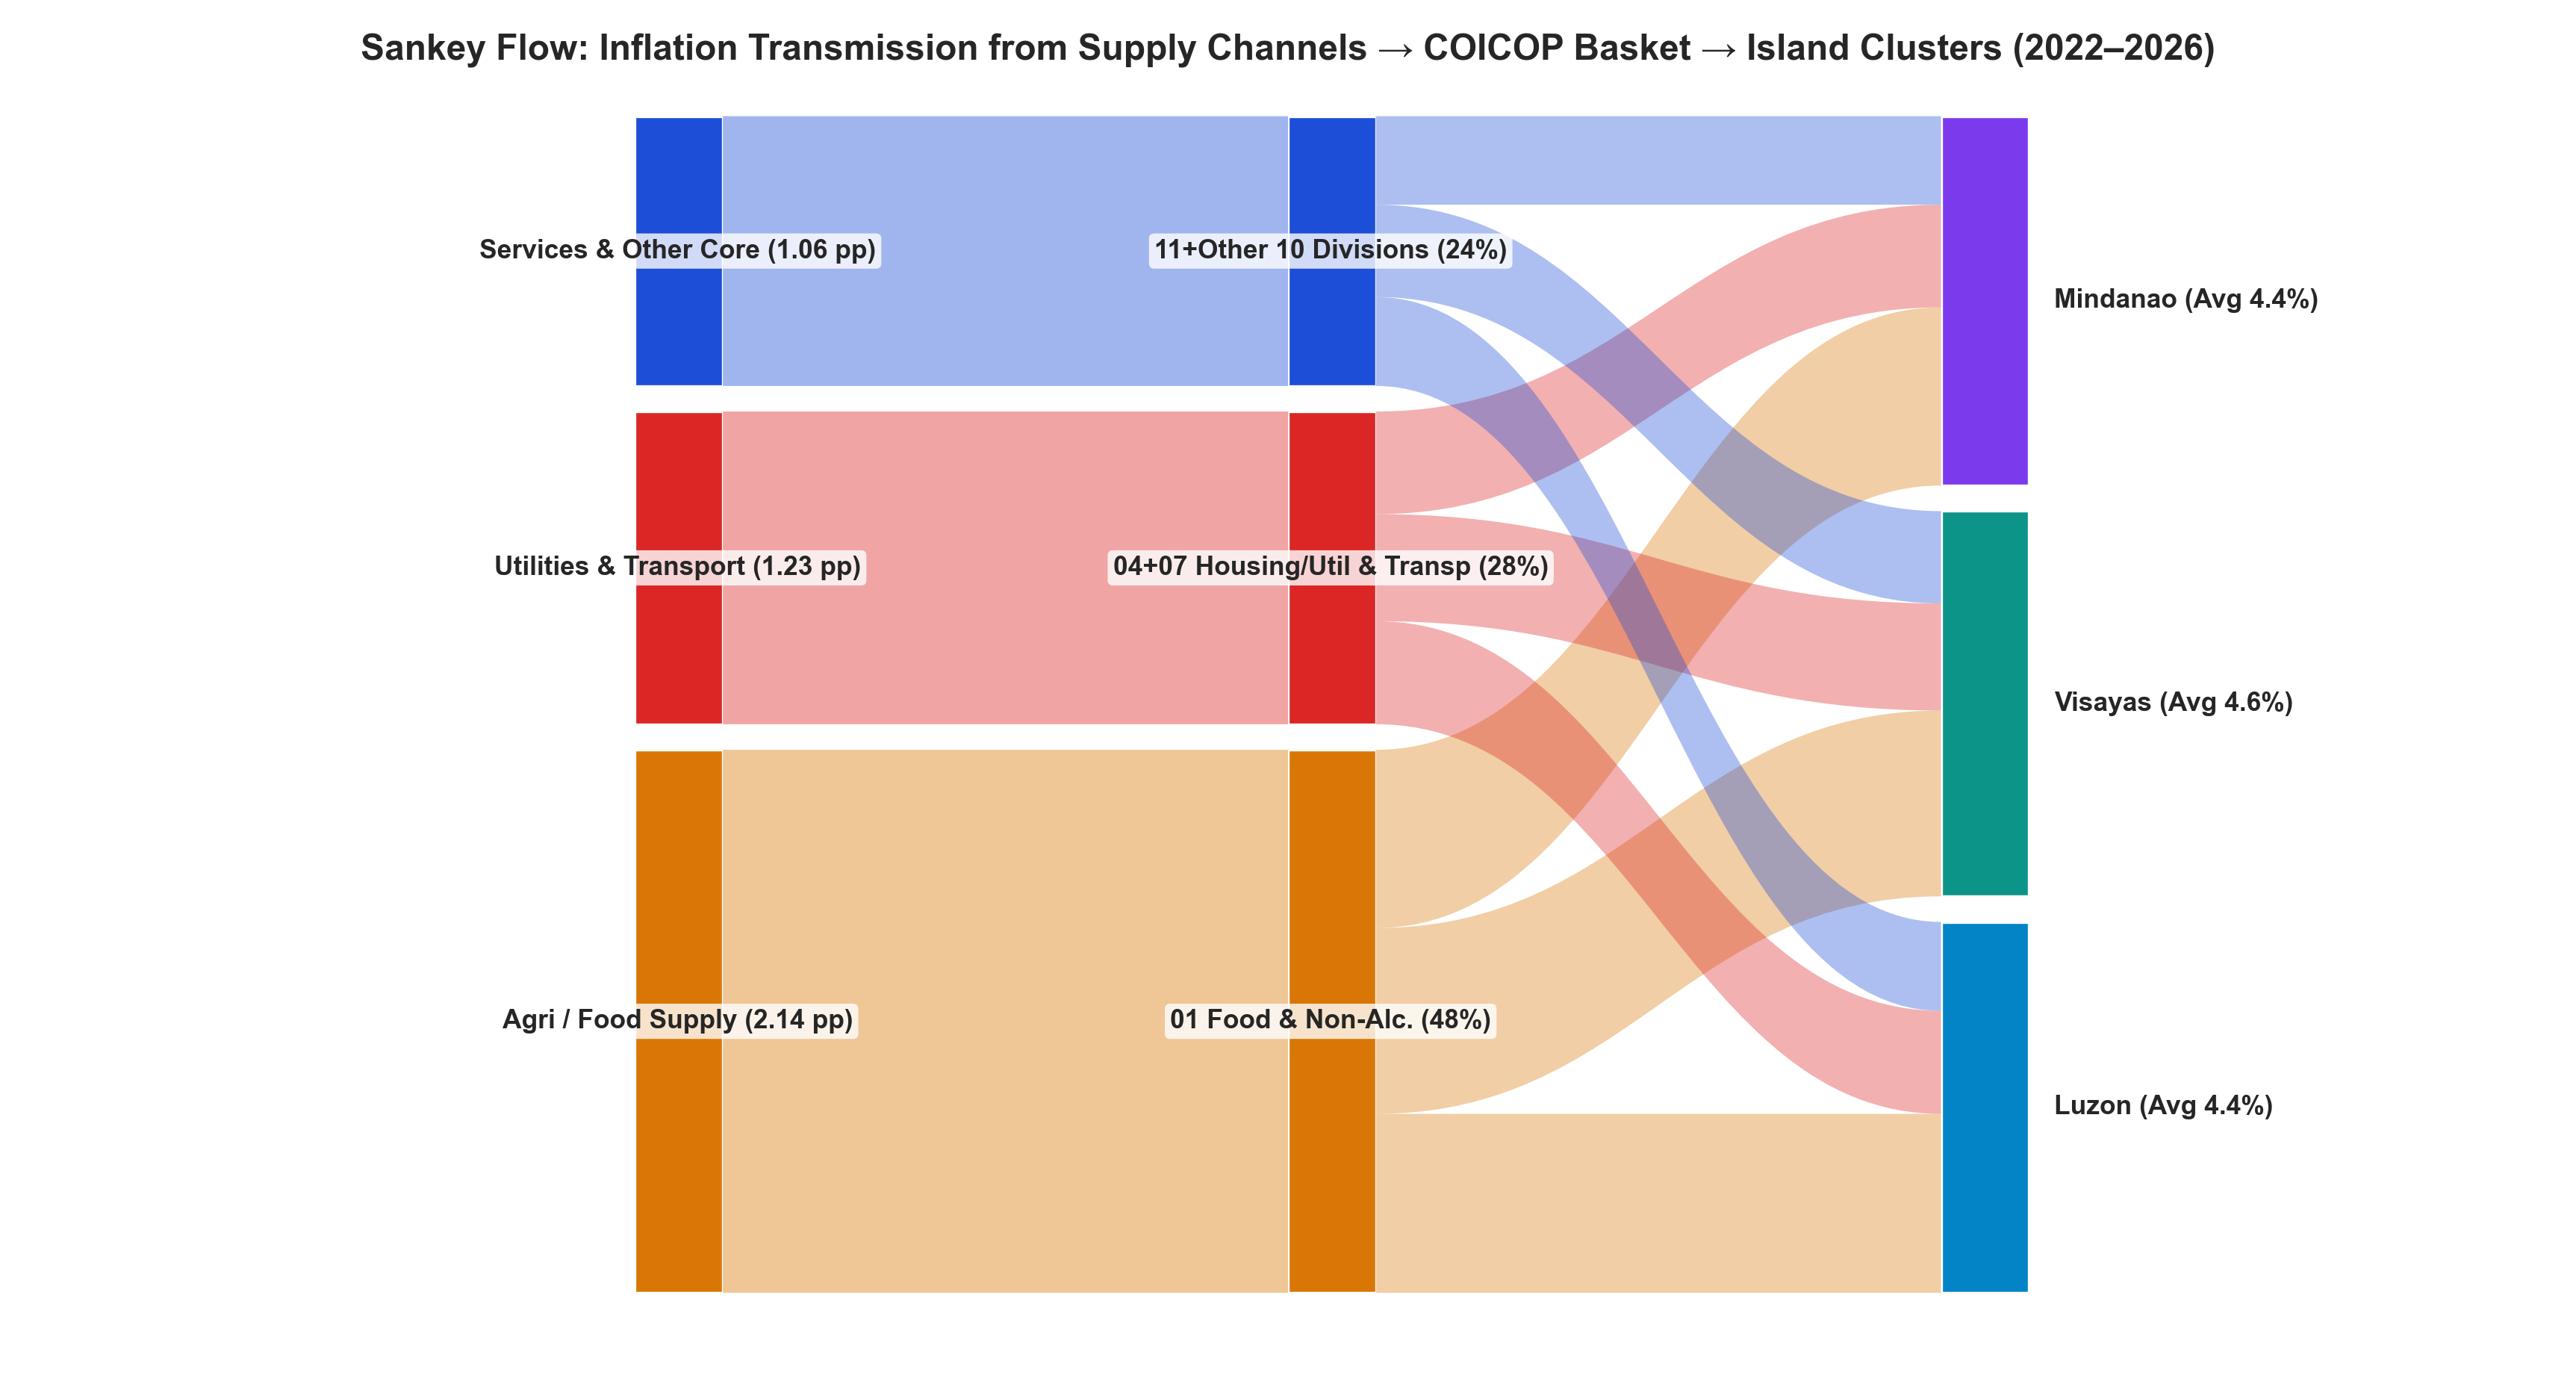 Sankey Flow: Inflation Transmission from Supply Channels → COICOP Basket → Island Clusters (2022–2026)
Services & Other Core (1.06 pp)
11+Other 10 Divisions (24%)
Mindanao (Avg 4.4%)
Utilities & Transport (1.23 pp)
04+07 Housing/Util & Transp (28%)
Visayas (Avg 4.6%)
Agri / Food Supply (2.14 pp)
01 Food & Non-Alc. (48%)
Luzon (Avg 4.4%)